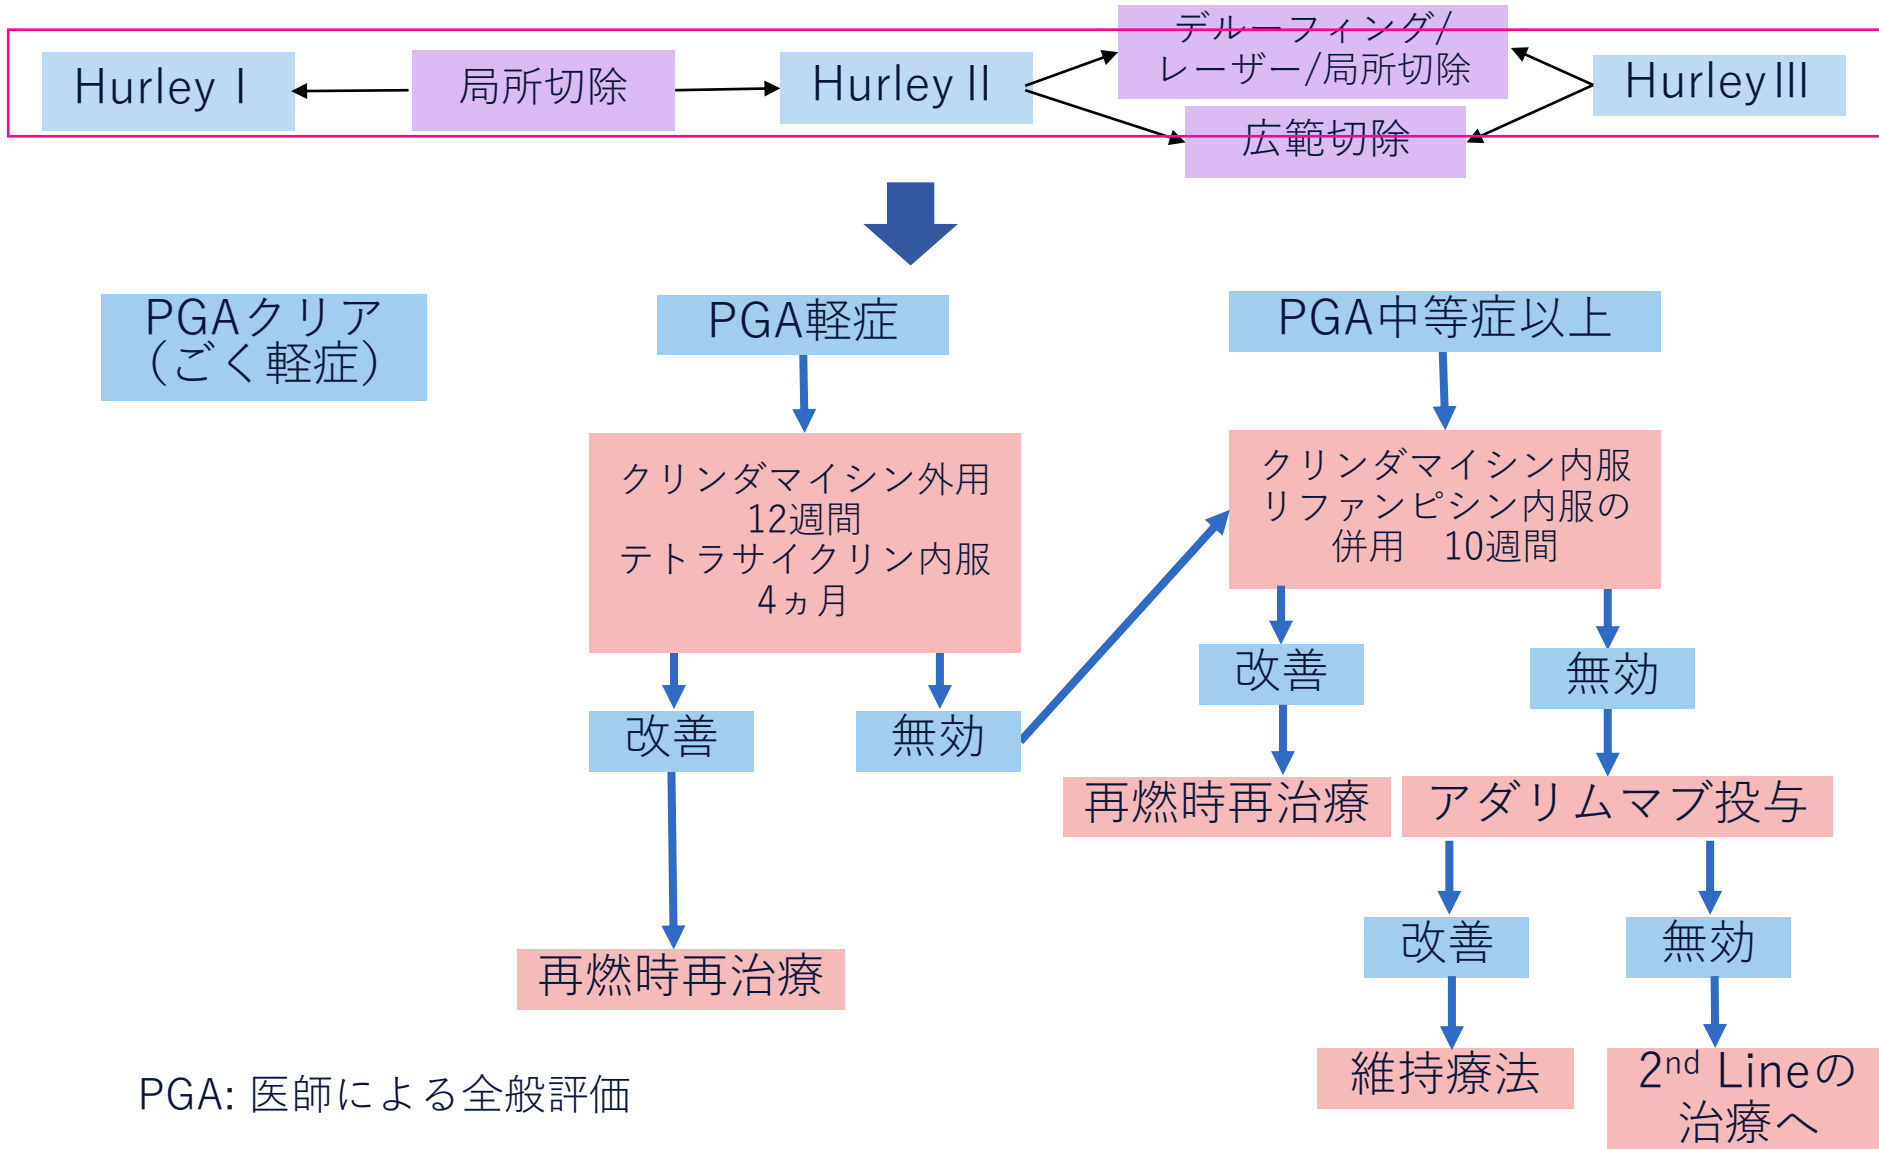 Hurley Ⅰ
局所切除
Hurley Ⅱ
デルーフィング/
レーザー/局所切除
広範切除
Hurley Ⅲ
PGAクリア
（ごく軽症）
PGA軽症
PGA中等症以上
クリンダマイシン外用
12週間
テトラサイクリン内服
4ヵ月
クリンダマイシン内服
リファンピシン内服の
併用　10週間
改善
無効
改善
無効
再燃時再治療
アダリムマブ投与
改善
無効
再燃時再治療
維持療法
2nd Lineの
治療へ
PGA: 医師による全般評価